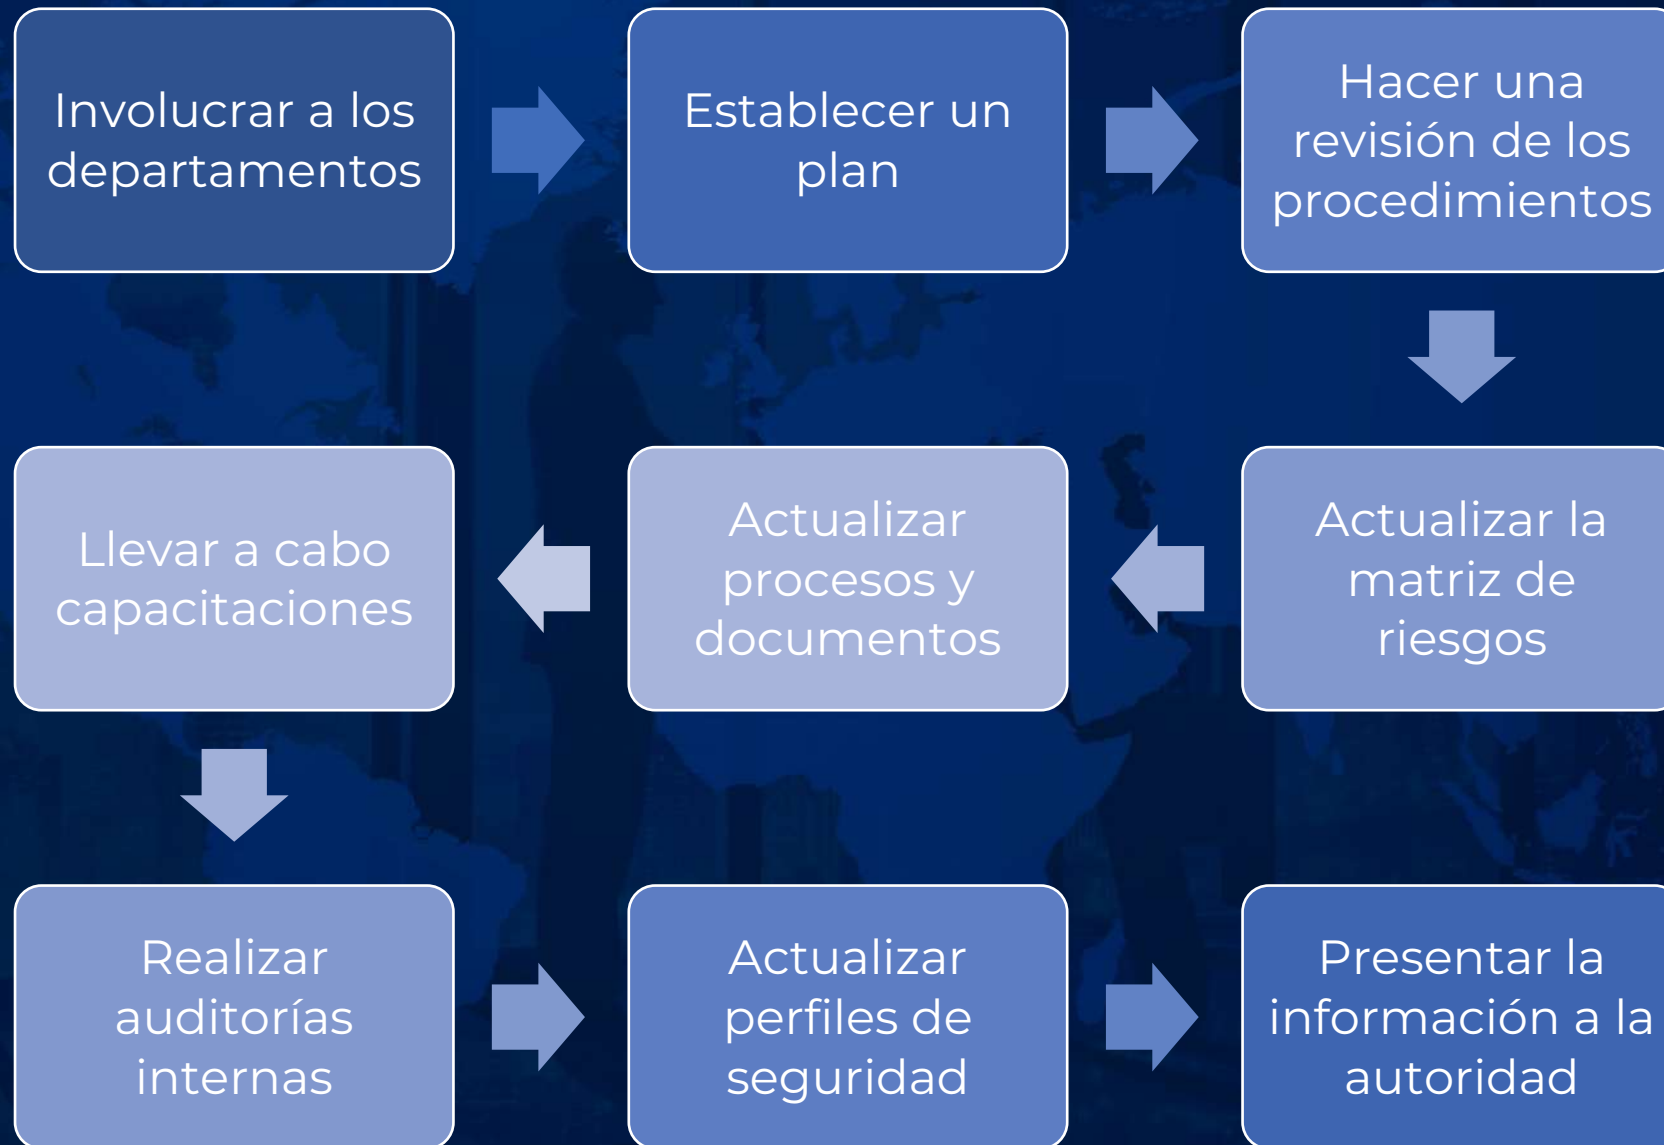 Involucrar a los
departamentos
Establecer un
plan
Hacer una
revisión de los
procedimientos
Actualizar la
matriz de
riesgos
Actualizar
procesos y
documentos
Llevar a cabo
capacitaciones
Realizar
auditorías
internas
Actualizar
perfiles de
seguridad
Presentar la
información a la
autoridad